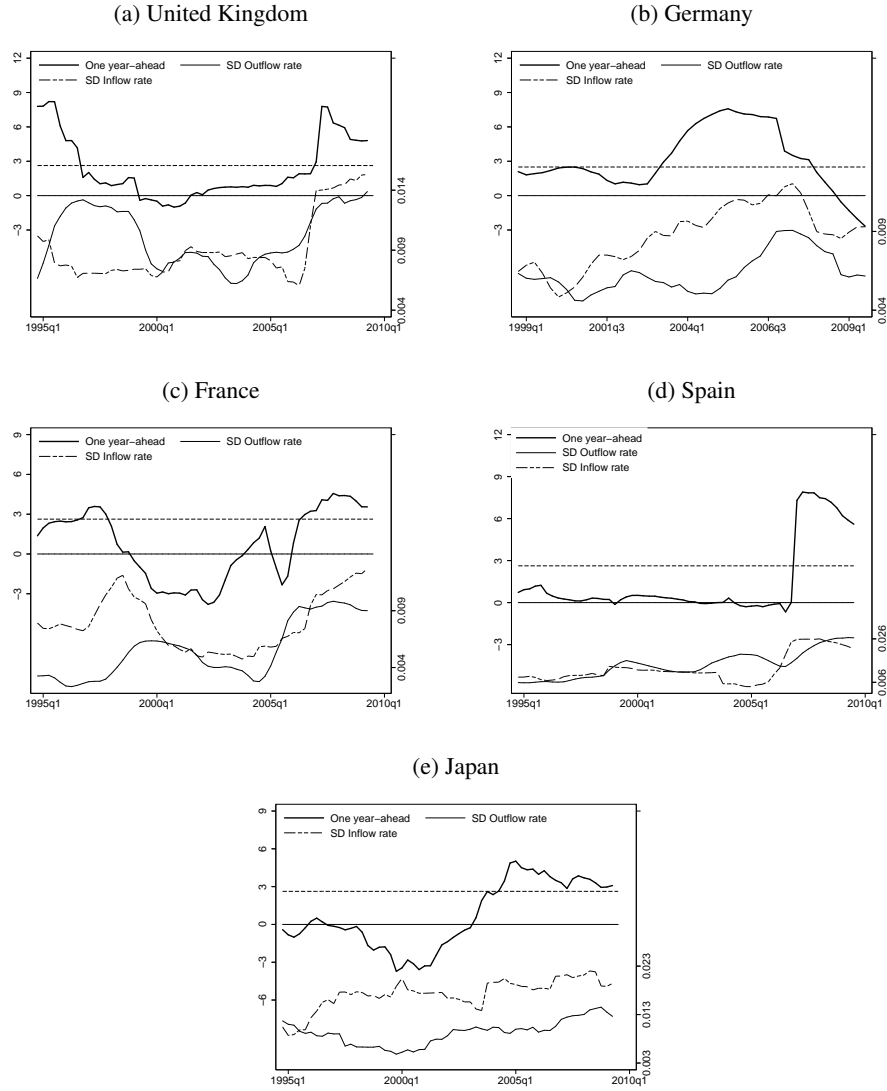 (a) United Kingdom
One year−ahead SD Outflow rate
SD Inflow rate
12
9
6
3
0
−3
0.014
0.009
0.004
1995q1 2000q1 2005q1 2010q1
(b) Germany
One year−ahead SD Outflow rate
SD Inflow rate
12
9
6
3
0
−3
0.009
0.004
1999q1 2001q3 2004q1 2006q3 2009q1
(c) France
One year−ahead SD Outflow rate
SD Inflow rate
9
6
3
0
−3
0.009
0.004
1995q1 2000q1 2005q1 2010q1
(d) Spain
One year−ahead
SD Outflow rate
SD Inflow rate
12
9
6
3
0
−3
0.026
0.006
1995q1 2000q1 2005q1 2010q1
(e) Japan
One year−ahead SD Outflow rate
SD Inflow rate
9
6
3
0
−3
−6
0.023
0.013
0.003
1995q1 2000q1 2005q1 2010q1